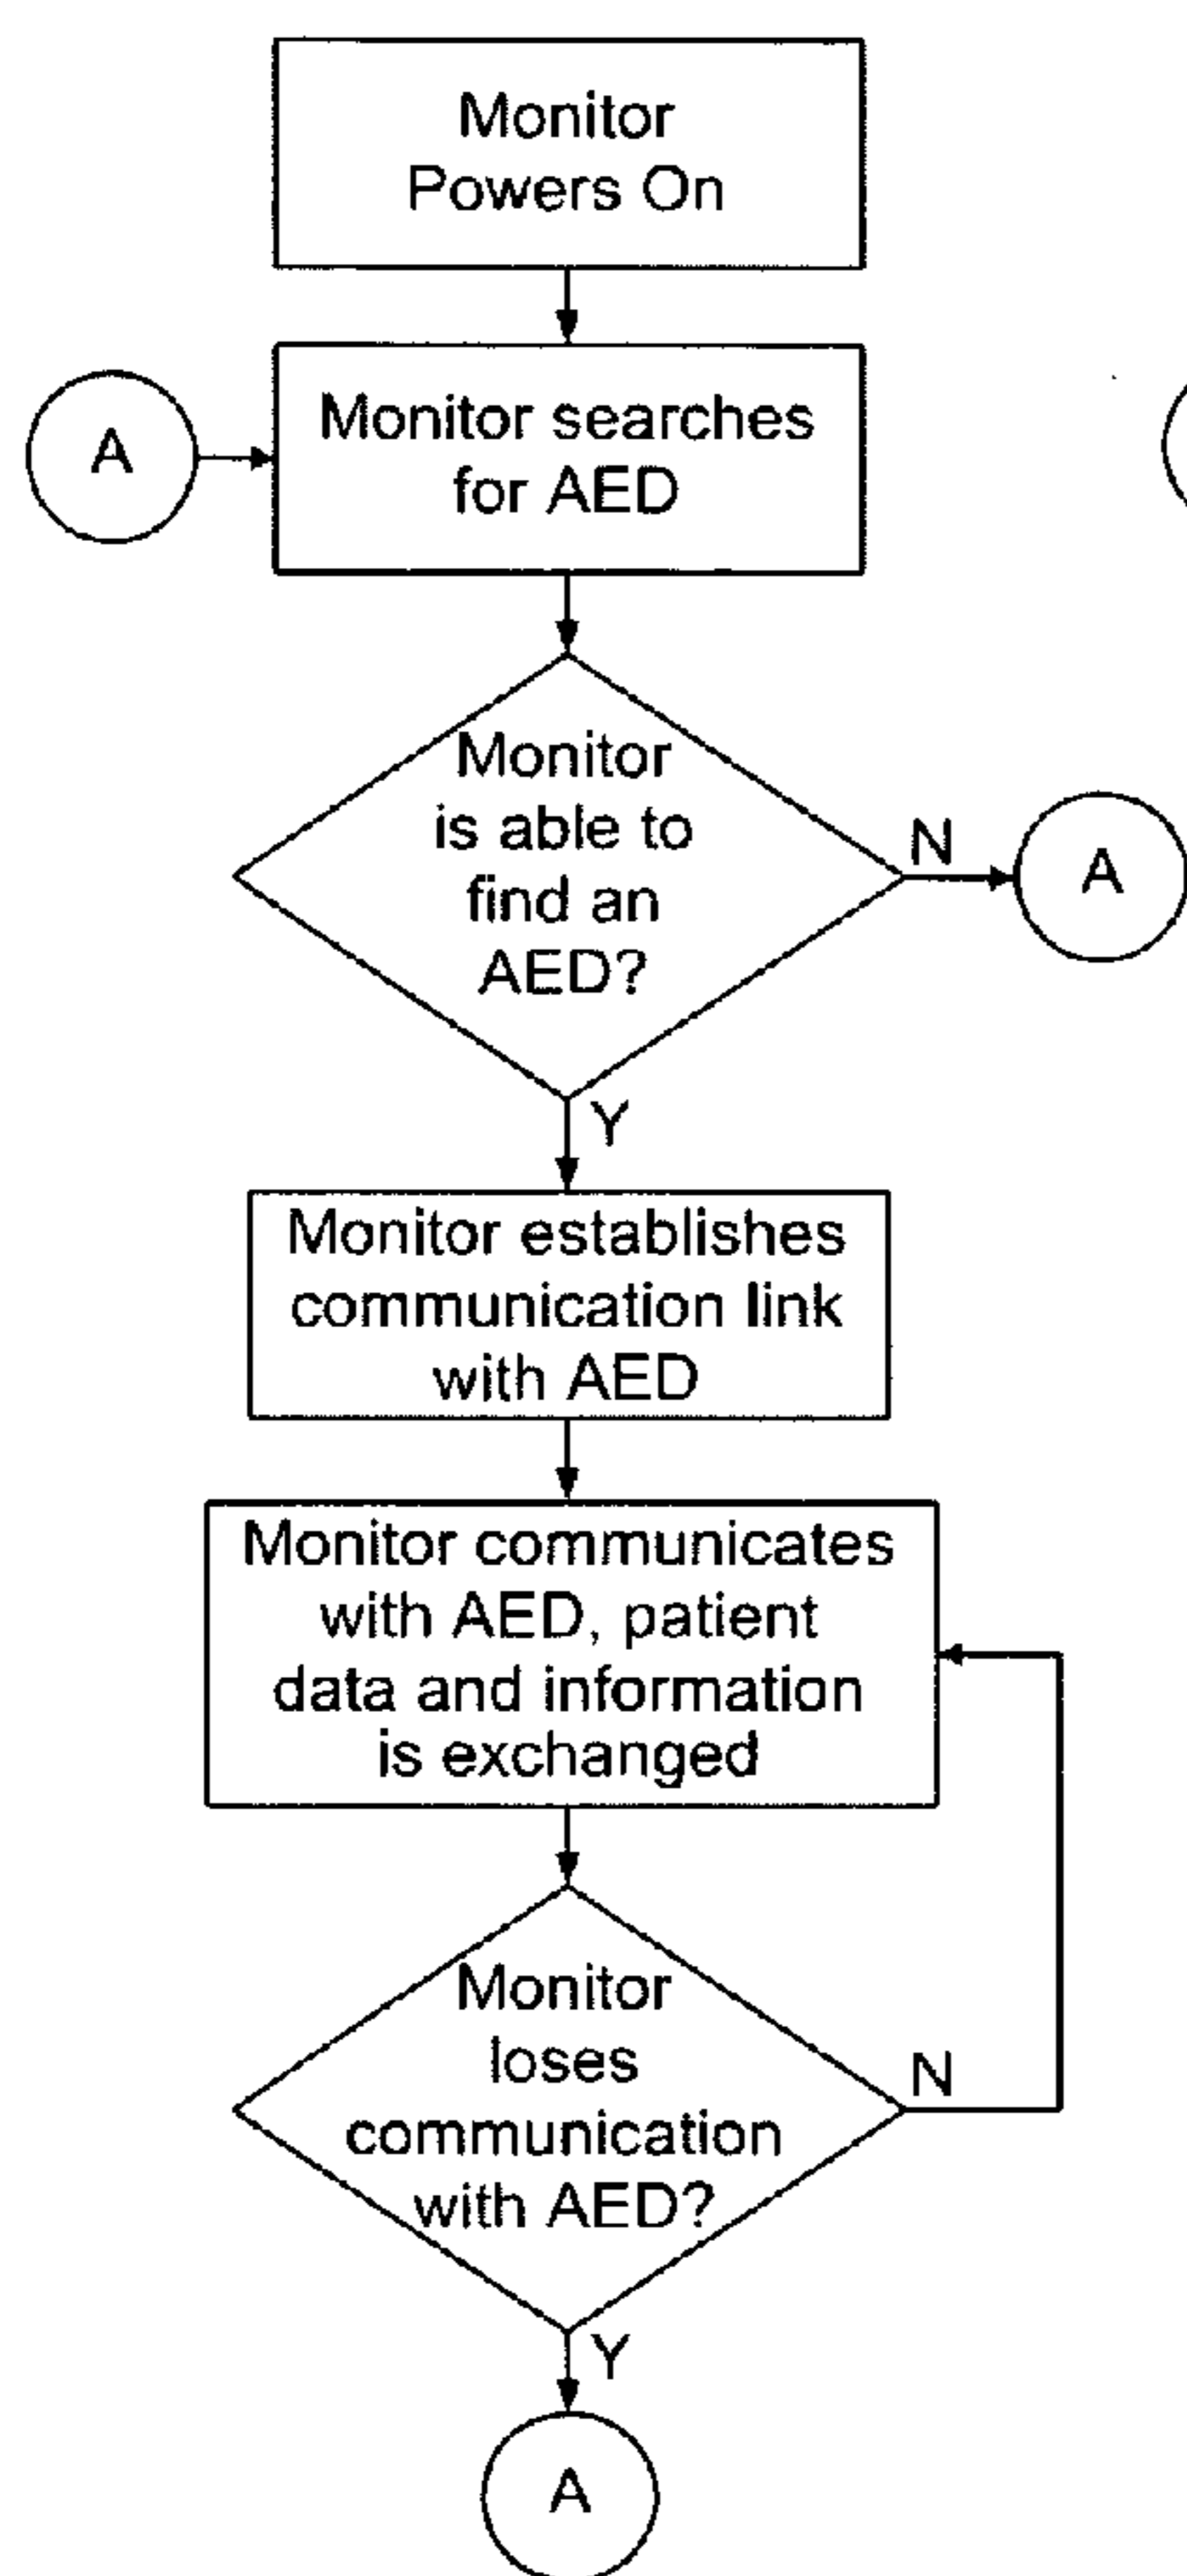 Monitor
Powers On
A
Monitor searches
for AED
Monitor
is able to
find an
AED?
N
A
Y
Monitor establishes
communication link
with AED
Monitor communicates
with AED, patient
data and information
is exchanged
Monitor
loses
communication
with AED?
N
Y
A